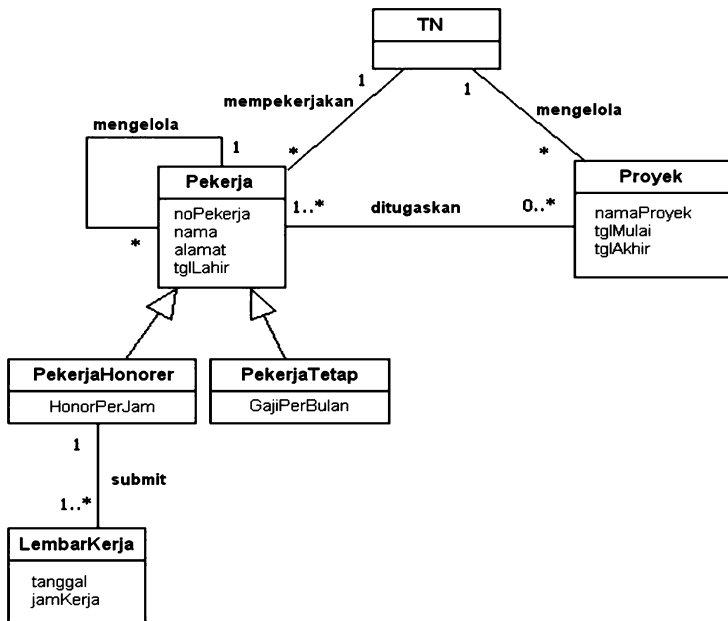 TN
1
1
mempekerjakan
mengelola
mengelola
1
*
*
Pekerja
Proyek
noPekerja
nama
alamat
tglLahir
1..*
ditugaskan
0..*
namaProyek
tglMulai
tglAkhir
*
PekerjaHonorer
PekerjaTetap
HonorPerJam
GajiPerBulan
1
submit
1..*
LembarKerja
tanggal
jamKerja